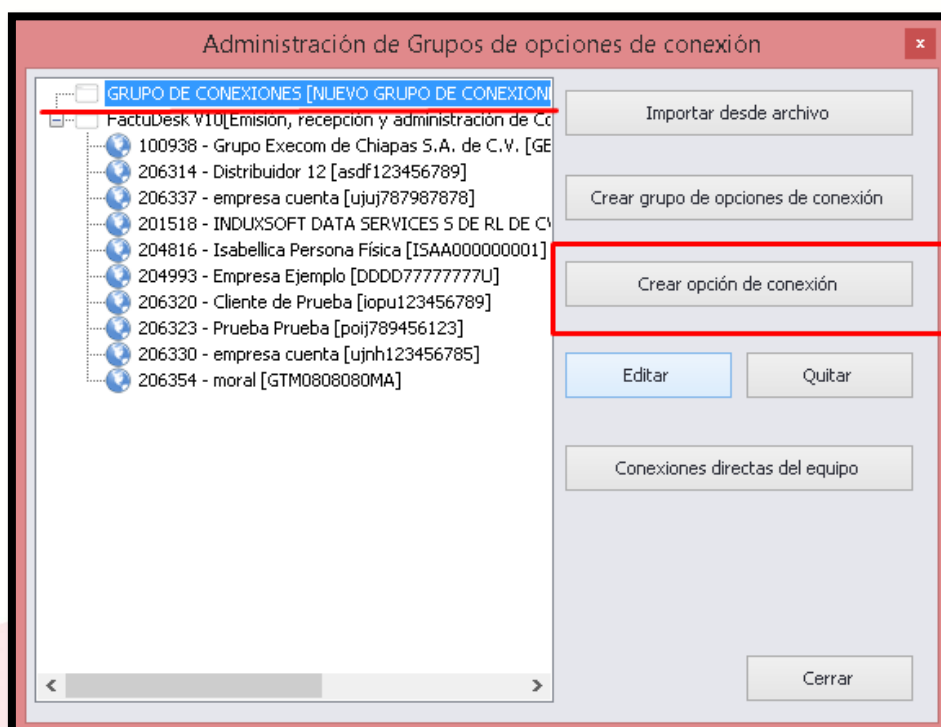 Administración de Grupos de opciones de conexión
x
GRUPO DE CONEXIONES [NUEVO GRUPO DE CONEXION
FactuDesk V10[Emisión, recepción y administración de Co
100938 - Grupo Execom de Chiapas S.A. de C.V. [GE
206314 - Distribuidor 12 [asdf123456789]
206337 - empresa cuenta [ujuj787987878]
201518 - INDUXSOFT DATA SERVICES S DE RL DE CV
204816 - Isabellica Persona Física [ISAA000000001]
204993 - Empresa Ejemplo [DDDD77777777U]
206320 - Cliente de Prueba [iopu123456789]
206323 - Prueba Prueba [poij789456123]
206330 - empresa cuenta [ujnh123456785]
206354 - moral [GTM0808080MA]
Importar desde archivo
Crear grupo de opciones de conexión
Crear opción de conexión
Editar
Quitar
Conexiones directas del equipo
Cerrar